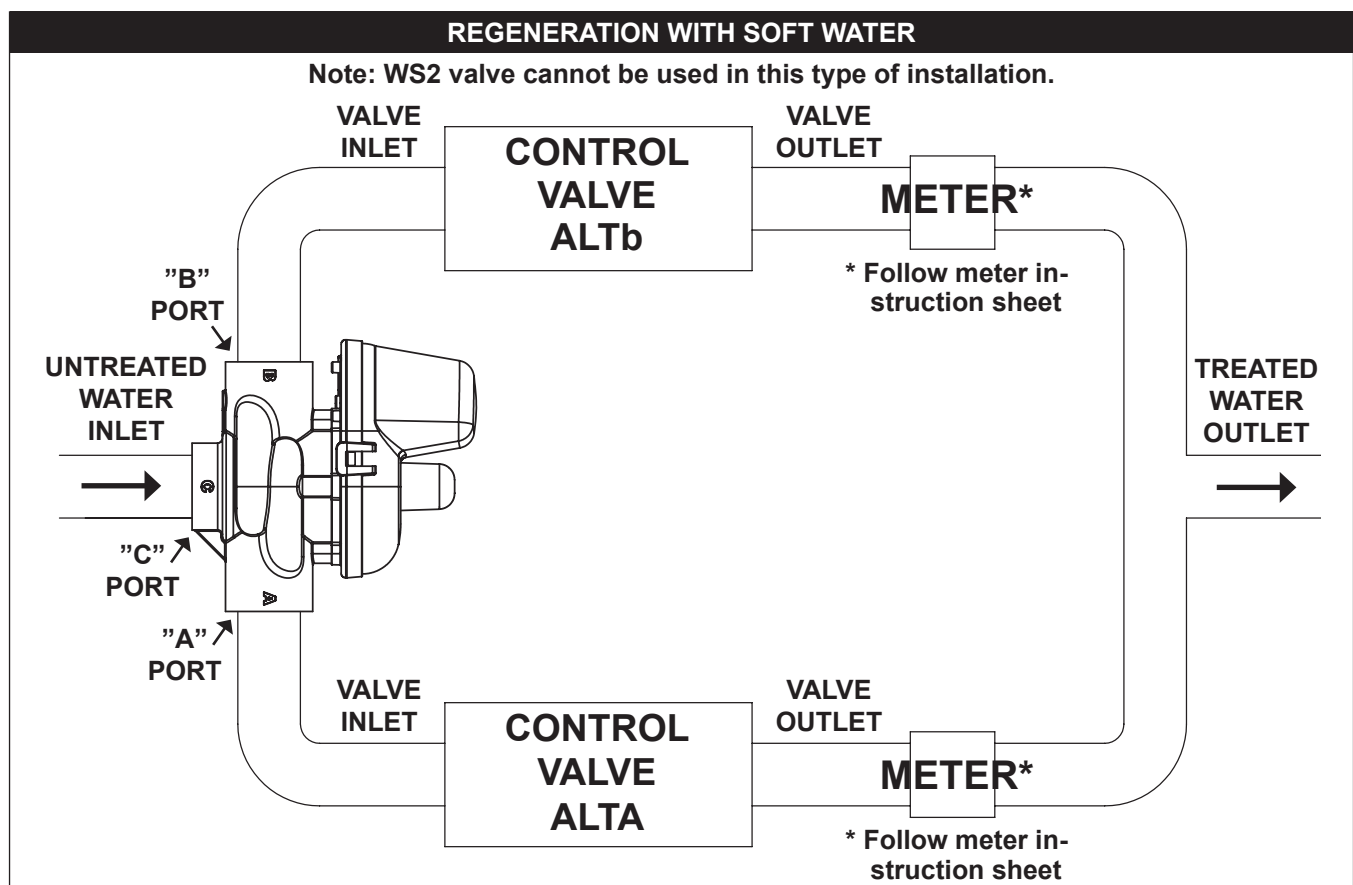 REGENERATION WITH SOFT WATER
Note: WS2 valve cannot be used in this type of installation.
VALVE
INLET
CONTROL
VALVE
ALTb
VALVE
OUTLET
METER*
* Follow meter in-
struction sheet
”B”
PORT
UNTREATED
WATER
INLET
B
C
A
”C”
PORT
”A”
PORT
TREATED
WATER
OUTLET
VALVE
INLET
CONTROL
VALVE
ALTA
VALVE
OUTLET
METER*
* Follow meter in-
struction sheet